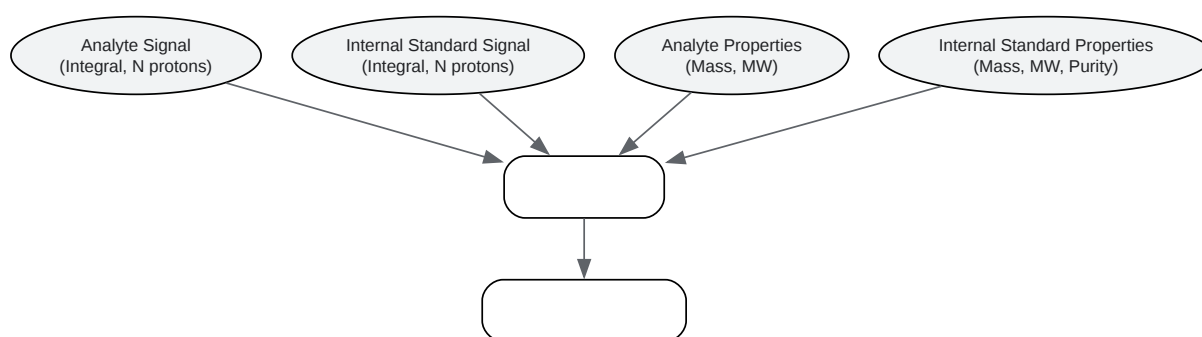 Analyte Signal
(Integral, N protons)
Internal Standard Signal
(Integral, N protons)
Analyte Properties
(Mass, MW)
Internal Standard Properties
(Mass, MW, Purity)